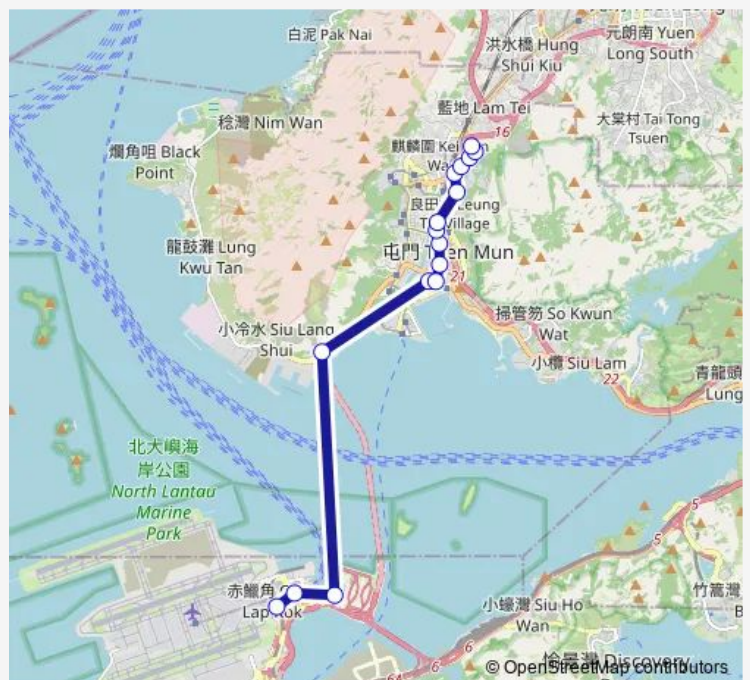 白泥 Pak Nai
洪水橋 Hung
Shui Kiu
元朗南 Yuen
Long South
藍地 Lam Tei
稔灣 Nim Wan
16
大棠村 Tai Tong
Tsuen
爛角咀 Black
Point
麒麟圍
良田
Village
龍鼓灘 Lung
Kwu Tan
屯門
Mun
21
掃管笏 So Kwun
Wat
小冷水 Siu Lang
Shui
小欖 Siu Lam
22
青龍頭
Lung
北大嶼海
岸公園
North Lantau
Marine
Park
5
5
赤鱲角
Lap Kok
小蠔灣 Siu Ho
Wan
竹篙灣
6
6
愉景灣 Discovery
© OpenStreetMap contributors